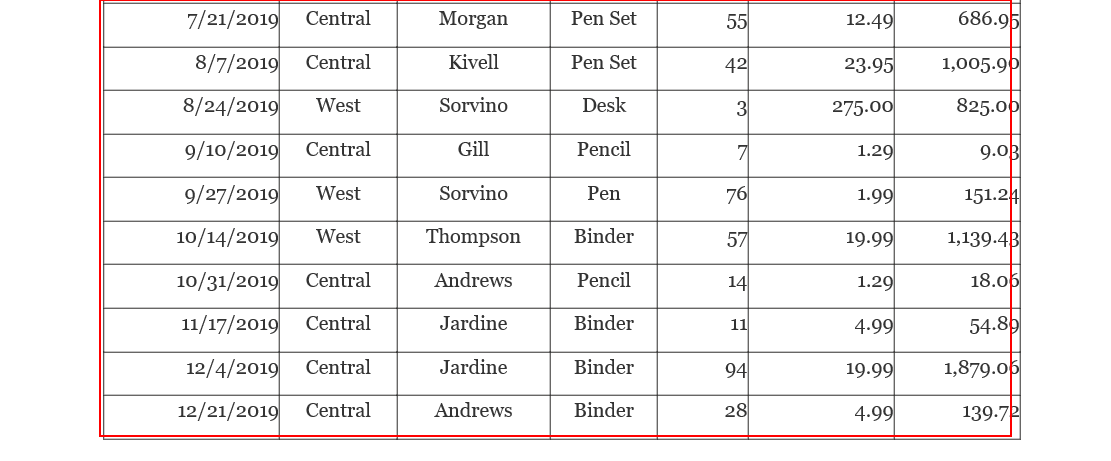 7/21/2019 Central Morgan Pen Set 55 12.49 686.95
8/7/2019 Central Kivell Pen Set 42 23.95 1,005.90
8/24/2019 West Sorvino Desk 3 275.00 825.00
9/10/2019 Central Gill Pencil 7 1.29 9.03
9/27/2019 West Sorvino Pen 76 1.99 151.24
10/14/2019 West Thompson Binder 57 19.99 1,139.43
10/31/2019 Central Andrews Pencil 14 1.29 18.06
11/17/2019 Central Jardine Binder 11 4.99 54.89
12/4/2019 Central Jardine Binder 94 19.99 1,879.06
12/21/2019 Central Andrews Binder 28 4.99 139.72